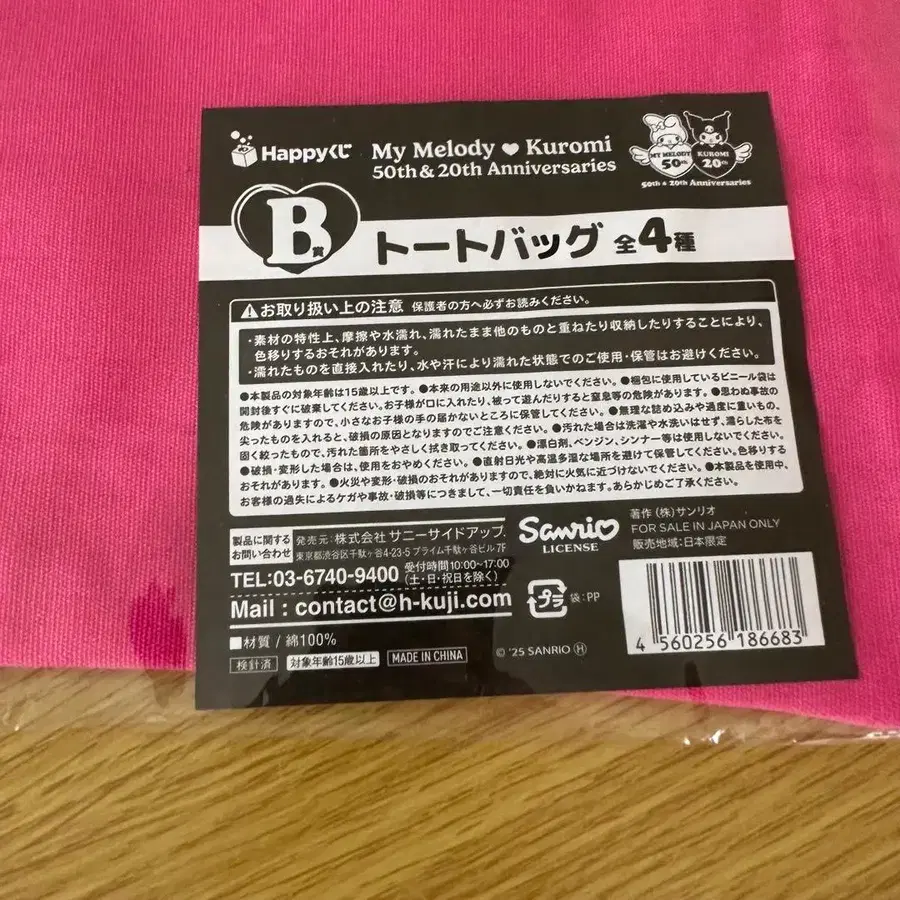 Happyくじ
My Melody ♥ Kuromi
50th & 20th Anniversaries
MY MELODY 50th
KUROMI 20th
50th & 20th Anniversaries
B賞
トートバッグ 全4種
⚠お取り扱い上の注意 保護者の方へ必ずお読みください。
・素材の特性上、摩擦や水濡れ、濡れたまま他のものと重ねたり収納したりすることにより、
色移りするおそれがあります。
・濡れたものを直接入れたり、水や汗により濡れた状態でのご使用・保管はお避けください。
●本製品の対象年齢は15歳以上です。●本来の用途以外に使用しないでください。●梱包に使用しているビニール袋は
開封後すぐに破棄してください。お子様が口に入れたり、被って遊んだりすると窒息等の危険があります。●思わぬ事故の
危険がありますので、小さなお子様の手の届かないところに保管してください。●無理な詰め込みや過度に重いもの、
尖ったものを入れると、破損の原因となりますのでご注意ください。●汚れた場合は洗濯や水洗いはせず、濡らした布を
固く絞ったもので、汚れた箇所をやさしく拭き取ってください。●漂白剤、ベンジン、シンナー等は使用しないでください。
●破損・変形した場合は、使用をおやめください。●直射日光や高温多湿な場所を避けて保管してください。色移りする
おそれがあります。●火災や変形・破損のおそれがありますので、絶対に火気に近づけないでください。●本製品を使用中、
お客様の過失によるケガや事故・破損等につきまして、一切責任を負いかねます。あらかじめご了承ください。
製品に関する
お問い合わせ
発売元：株式会社 サニーサイドアップ
東京都渋谷区千駄ヶ谷4-23-5 プライム千駄ヶ谷ビル 7F
TEL:03-6740-9400 受付時間10:00~17:00
(土・日・祝日を除く)
Mail : contact@h-kuji.com
Sanrio
LICENSE
著作 (株)サンリオ
FOR SALE IN JAPAN ONLY
販売地域：日本限定
プラ 袋：PP
■材質 / 綿100%
検針済 対象年齢15歳以上 MADE IN CHINA
© '25 SANRIO Ⓗ
4 560256 186683